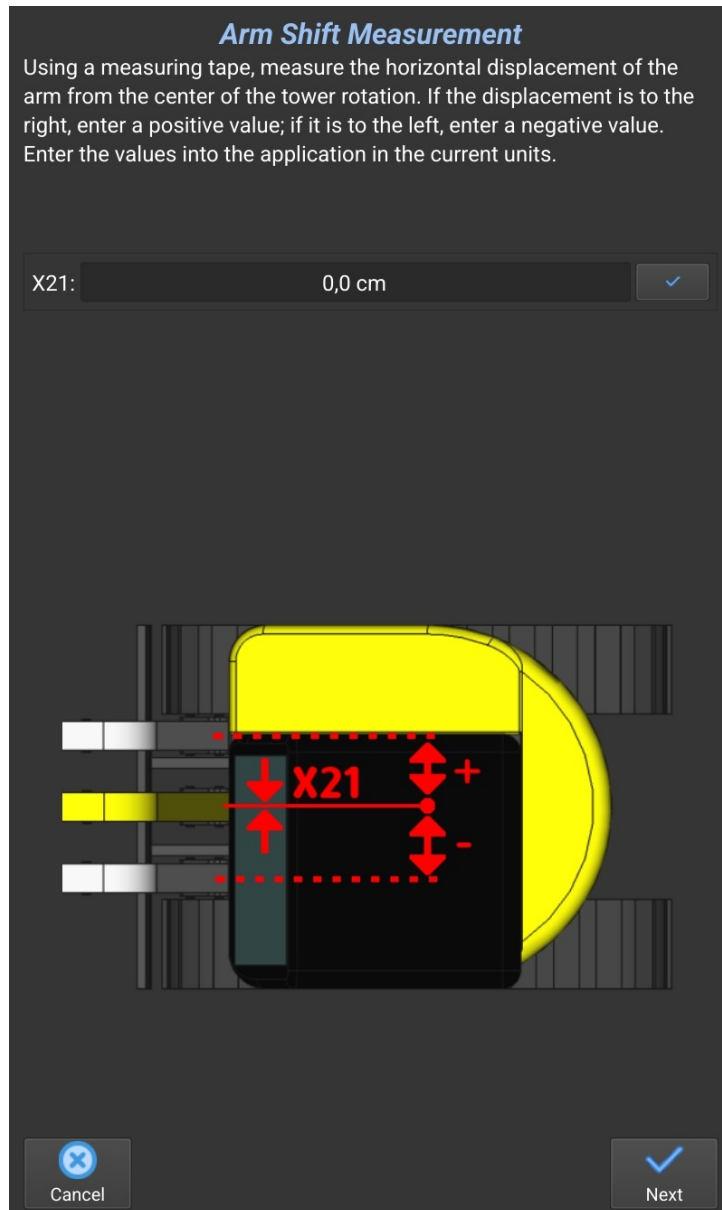 Arm Shift Measurement
Using a measuring tape, measure the horizontal displacement of the
arm from the center of the tower rotation. If the displacement is to the
right, enter a positive value; if it is to the left, enter a negative value.
Enter the values into the application in the current units.
X21: 0,0 cm
X21 +
-
Cancel Next